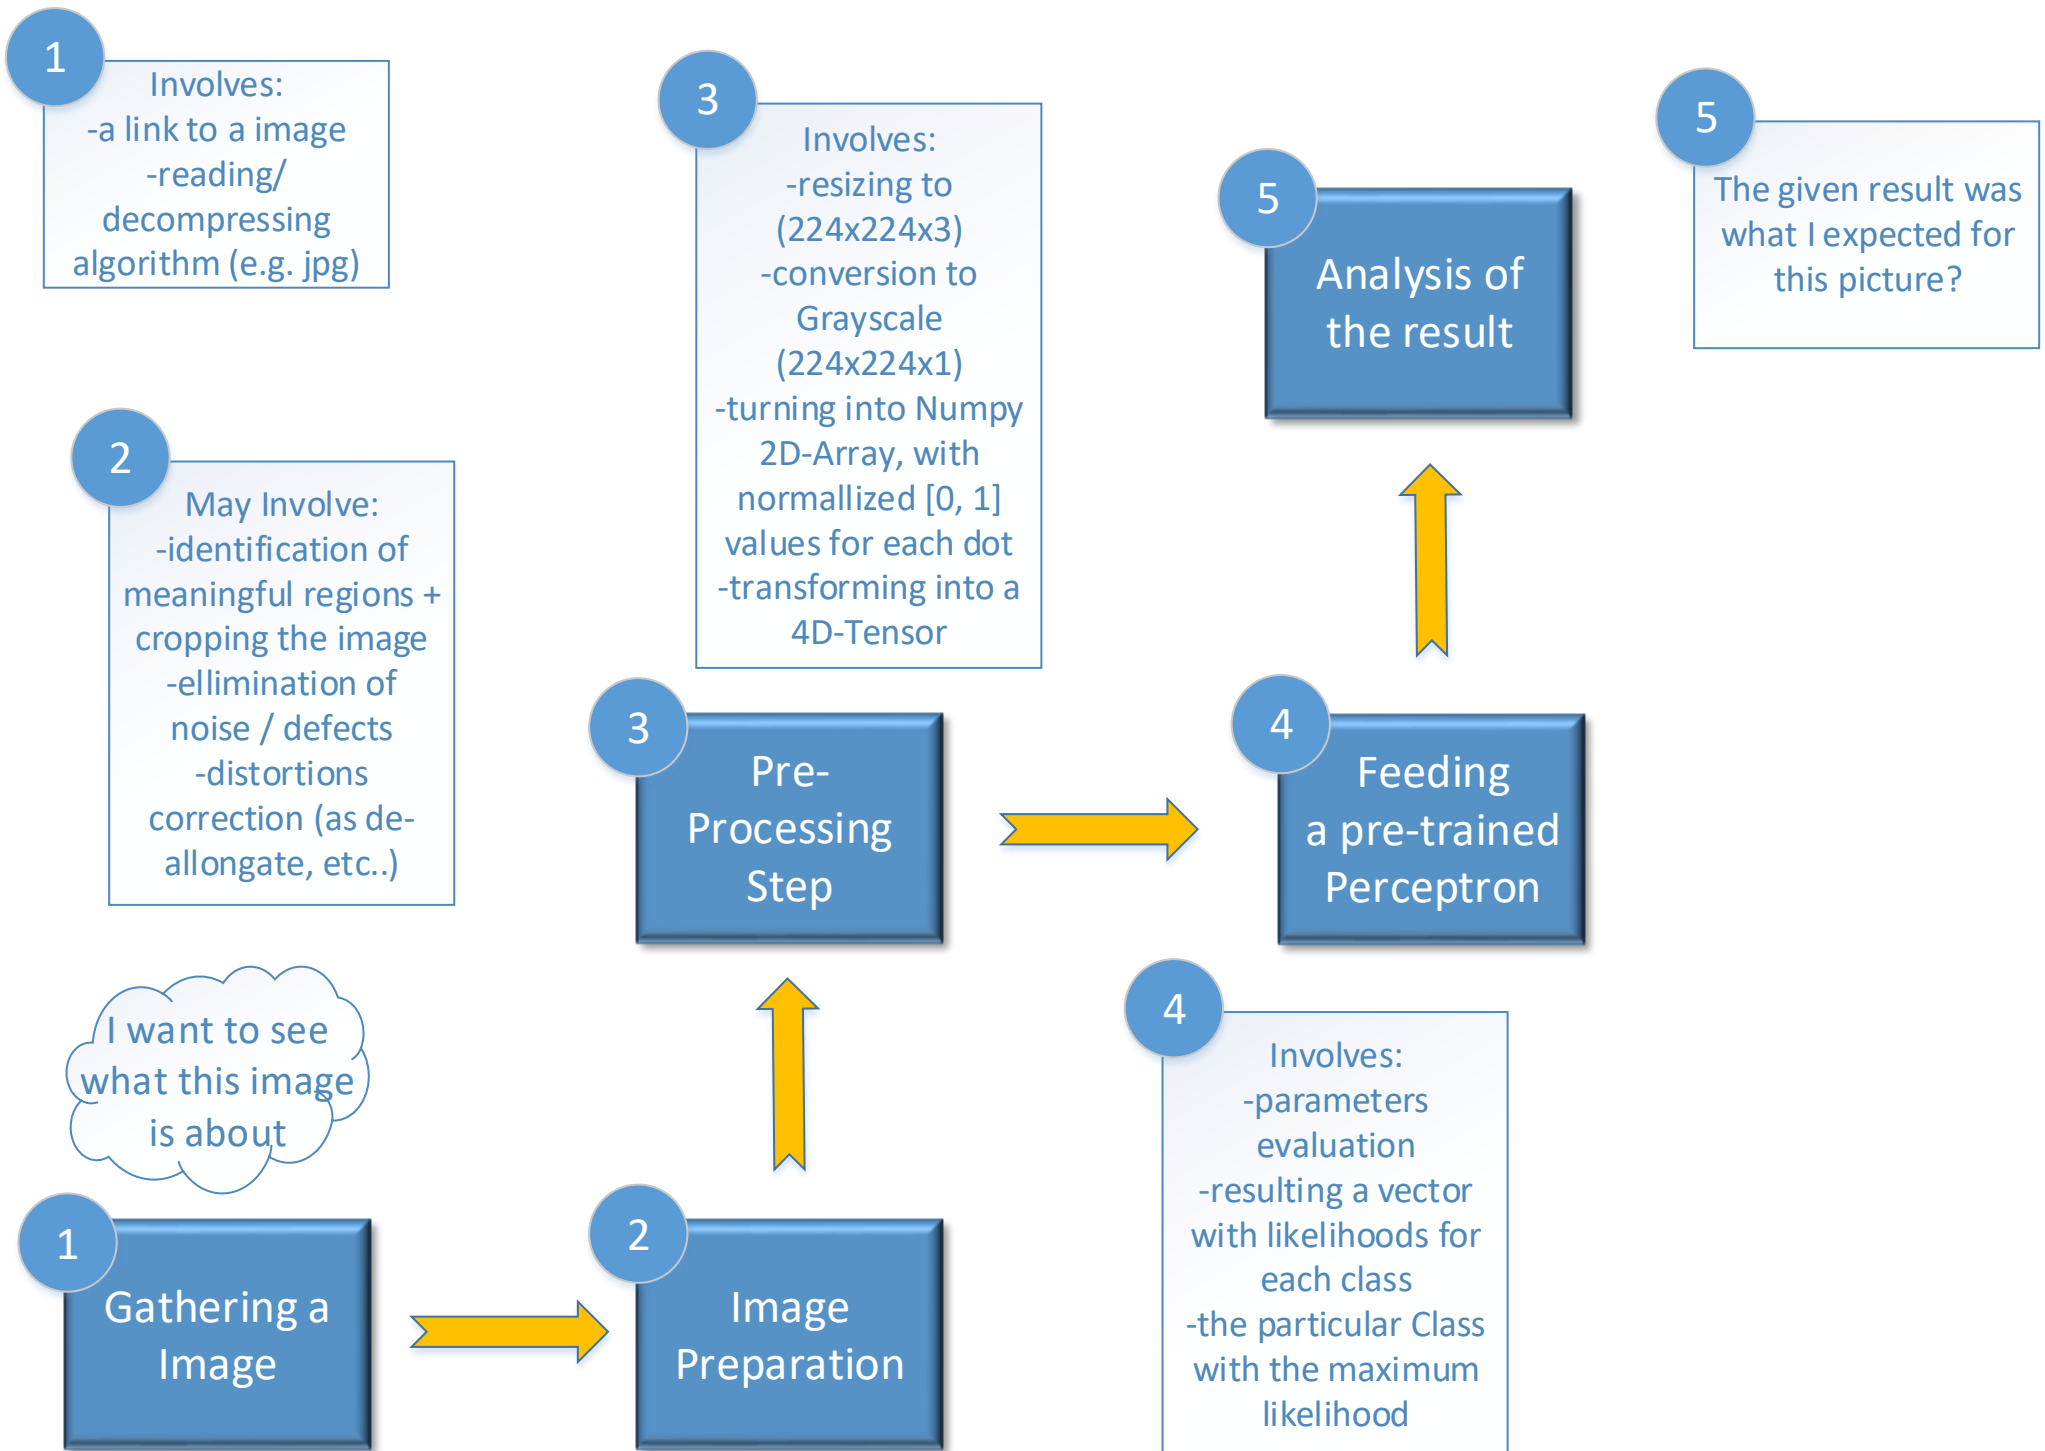 1
Involves:
-a link to a image
-reading/
decompressing
algorithm (e.g. jpg)
2
May Involve:
-identification of
meaningful regions +
cropping the image
-ellimination of
noise / defects
-distortions
correction (as de-
allongate, etc..)
3
Involves:
-resizing to
(224x224x3)
-conversion to
Grayscale
(224x224x1)
-turning into Numpy
2D-Array, with
normallized [0, 1]
values for each dot
-transforming into a
4D-Tensor
5
Analysis of
the result
5
The given result was
what I expected for
this picture?
3
Pre-
Processing
Step
4
Feeding
a pre-trained
Perceptron
I want to see
what this image
is about
1
Gathering a
Image
2
Image
Preparation
4
Involves:
-parameters
evaluation
-resulting a vector
with likelihoods for
each class
-the particular Class
with the maximum
likelihood